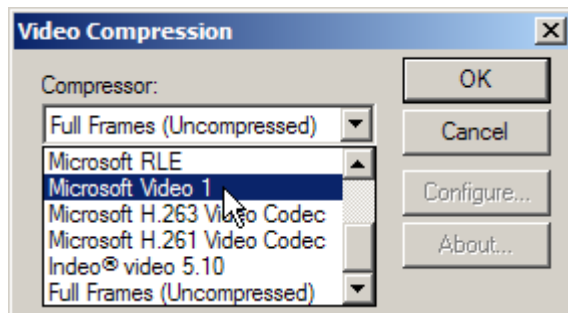 Video Compression
Compressor:
Full Frames (Uncompressed)
Microsoft RLE
Microsoft Video 1
Microsoft H.263 Video Codec
Microsoft H.261 Video Codec
Indeo® video 5.10
Full Frames (Uncompressed)
OK
Cancel
Configure...
About...